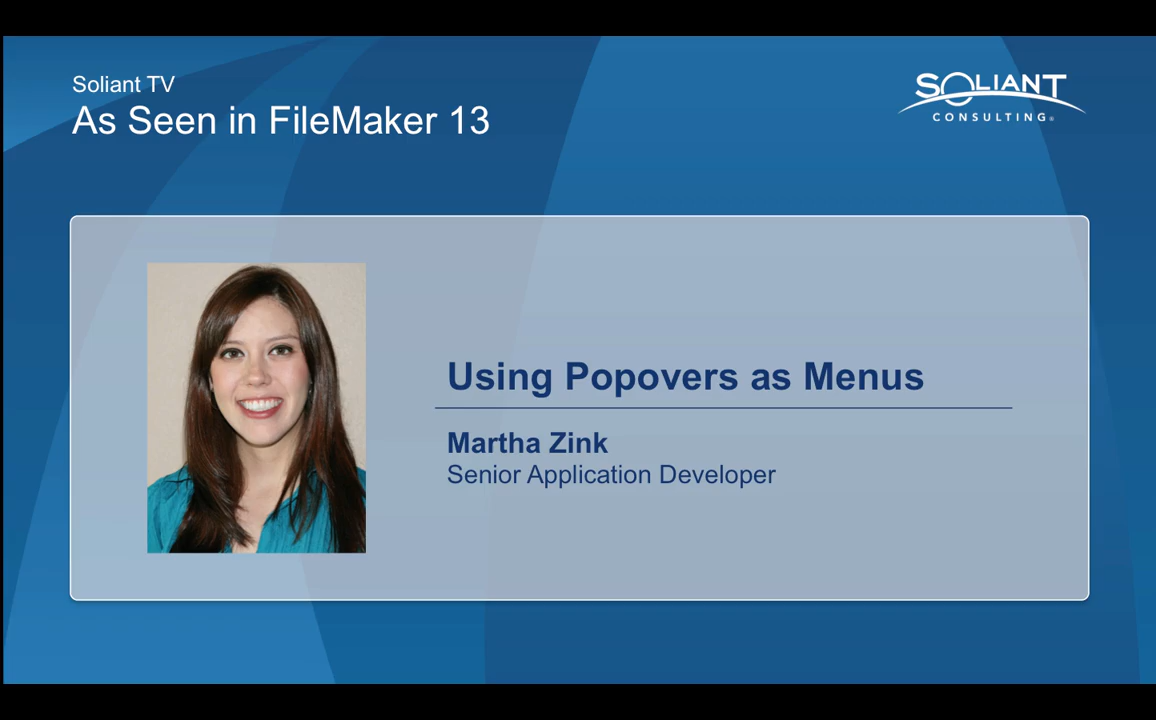 Soliant TV
As Seen in FileMaker 13
SOLIANT
CONSULTING®
Using Popovers as Menus
Martha Zink
Senior Application Developer